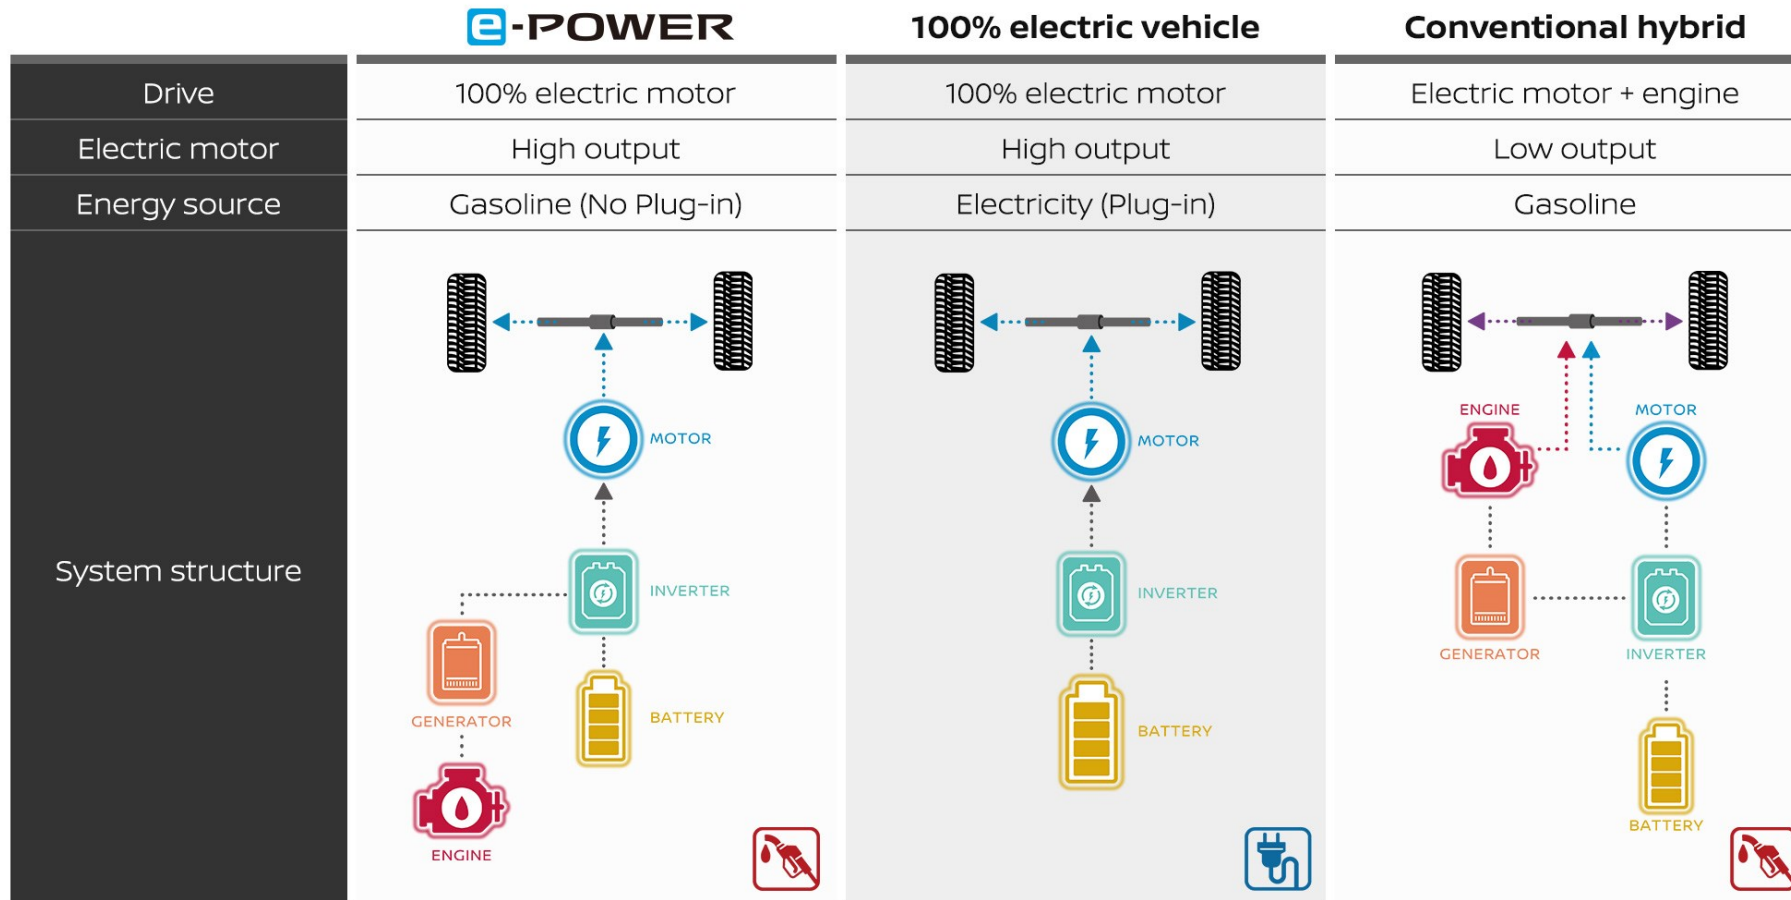 e-POWER
100% electric vehicle
Conventional hybrid
Drive
100% electric motor
100% electric motor
Electric motor + engine
Electric motor
High output
High output
Low output
Energy source
Gasoline (No Plug-in)
Electricity (Plug-in)
Gasoline
System structure
MOTOR
INVERTER
GENERATOR
BATTERY
ENGINE
MOTOR
INVERTER
BATTERY
ENGINE
MOTOR
GENERATOR
INVERTER
BATTERY